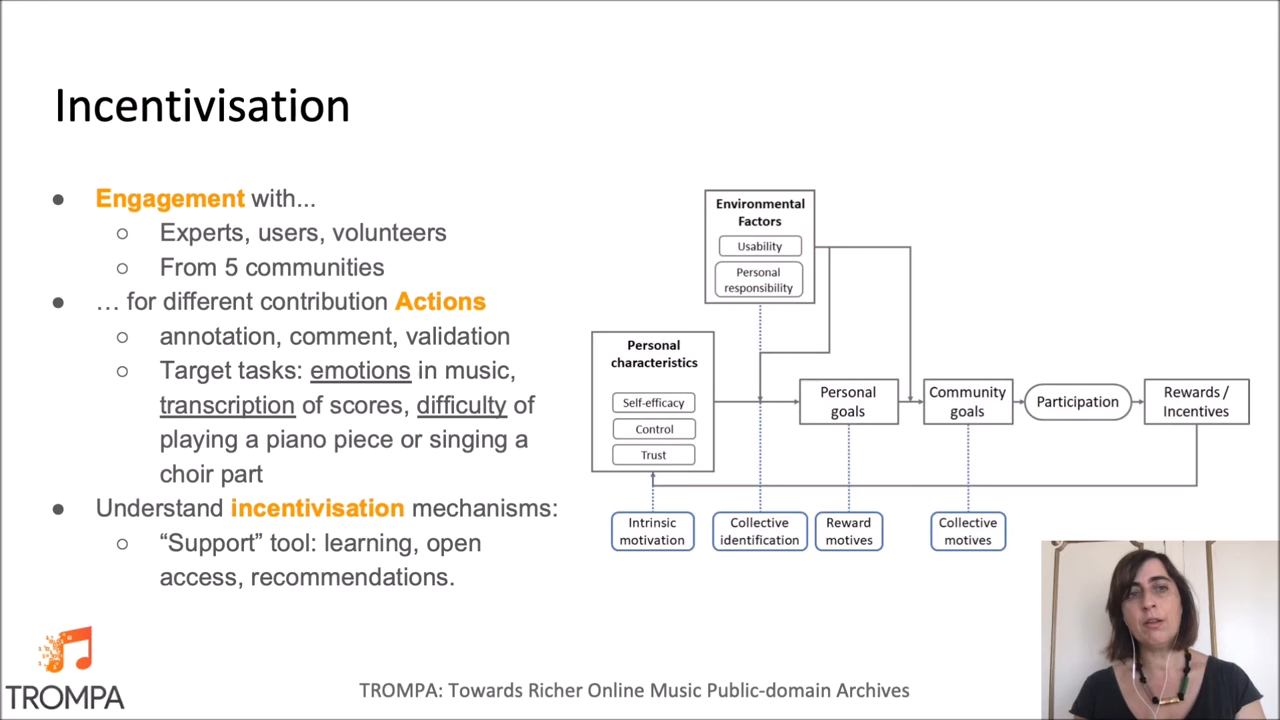 Incentivisation
● Engagement with...
○ Experts, users, volunteers
○ From 5 communities
● … for different contribution Actions
○ annotation, comment, validation
○ Target tasks: emotions in music,
transcription of scores, difficulty of
playing a piano piece or singing a
choir part
● Understand incentivisation mechanisms:
○ “Support” tool: learning, open
access, recommendations.
Environmental
Factors
Usability
Personal
responsibility
Personal
characteristics
Self-efficacy
Control
Trust
Personal
goals
Community
goals
Participation
Rewards /
Incentives
Intrinsic
motivation
Collective
identification
Reward
motives
Collective
motives
TROMPA
TROMPA: Towards Richer Online Music Public-domain Archives